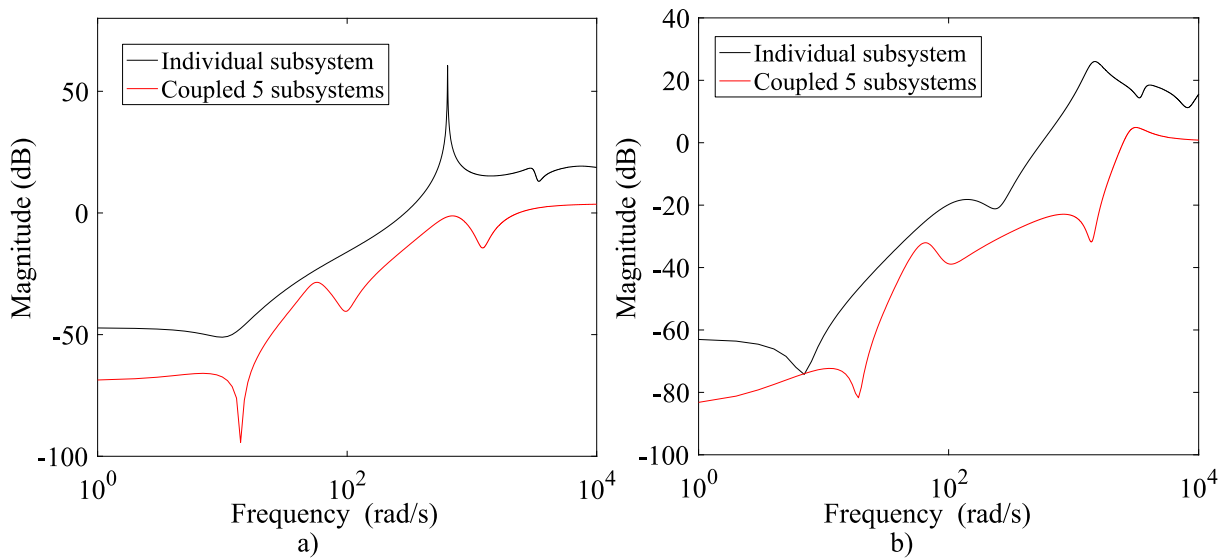 Individual subsystem
Coupled 5 subsystems
Magnitude (dB)
50
0
-50
-100
10^0
10^2
10^4
Frequency (rad/s)
a)
Individual subsystem
Coupled 5 subsystems
Magnitude (dB)
40
20
0
-20
-40
-60
-80
-100
10^0
10^2
10^4
Frequency (rad/s)
b)